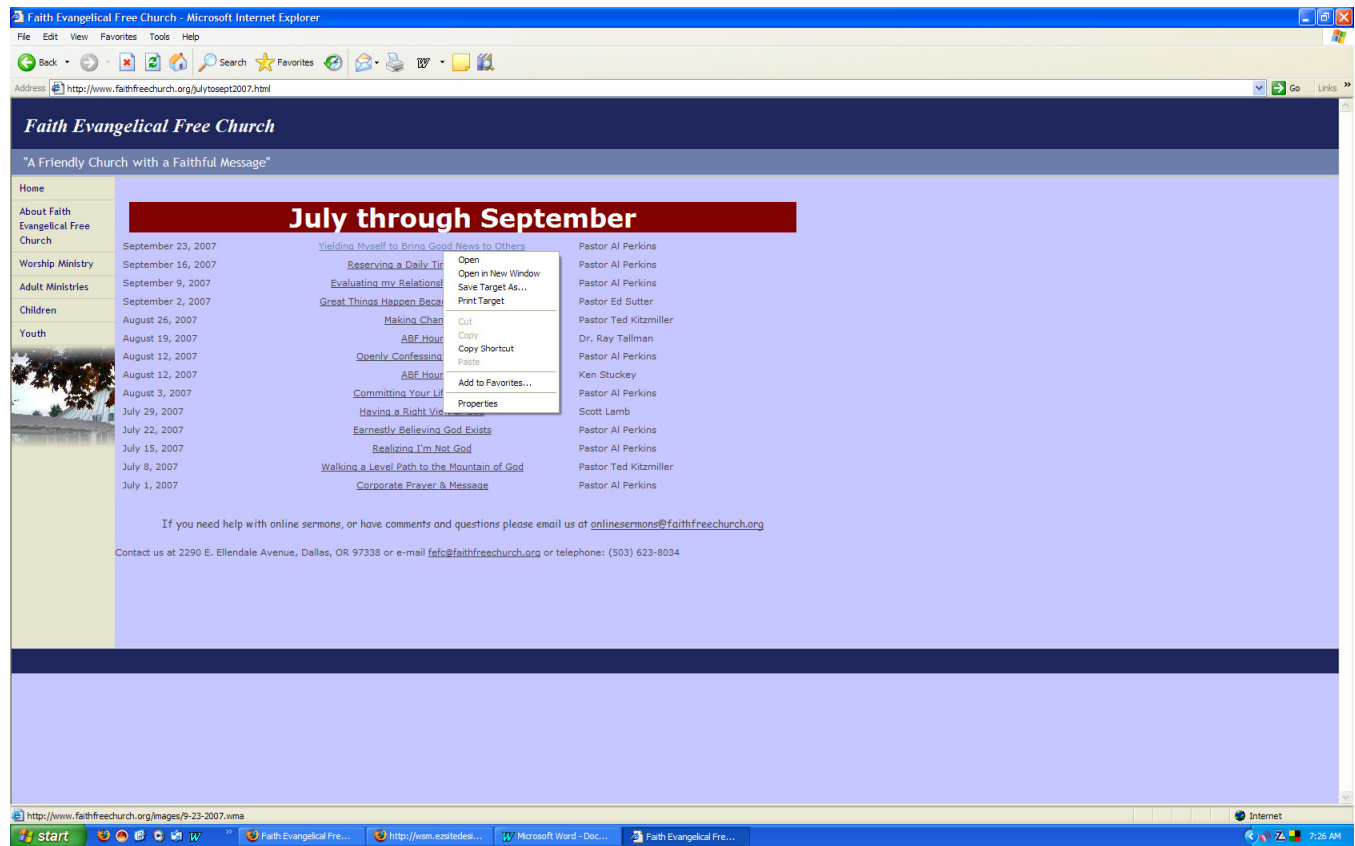 Faith Evangelical Free Church - Microsoft Internet Explorer
File Edit View Favorites Tools Help
Back Search Favorites W
Address http://www.faithfreechurch.org/julytosept2007.html Go Links »
Faith Evangelical Free Church
"A Friendly Church with a Faithful Message"
Home
About Faith
Evangelical Free
Church
Worship Ministry
Adult Ministries
Children
Youth
July through September
September 23, 2007 Yielding Myself to Bring Good News to Others Pastor Al Perkins
September 16, 2007 Reserving a Daily Pastor Al Perkins
September 9, 2007 Evaluating my Pastor Al Perkins
September 2, 2007 Great Things Happen Pastor Ed Sutter
August 26, 2007 Making Pastor Ted Kitzmiller
August 19, 2007 ABF Hour Dr. Ray Tallman
August 12, 2007 Openly Confessing Pastor Al Perkins
August 12, 2007 ABF Hour Ken Stuckey
August 3, 2007 Committing Your Pastor Al Perkins
July 29, 2007 Having a Right View of God Scott Lamb
July 22, 2007 Earnestly Believing God Exists Pastor Al Perkins
July 15, 2007 Realizing I'm Not God Pastor Al Perkins
July 8, 2007 Walking a Level Path to the Mountain of God Pastor Ted Kitzmiller
July 1, 2007 Corporate Prayer & Message Pastor Al Perkins
Open
Open in New Window
Save Target As...
Print Target
Cut
Copy
Copy Shortcut
Paste
Add to Favorites...
Properties
If you need help with online sermons, or have comments and questions please email us at onlinesermons@faithfreechurch.org
Contact us at 2290 E. Ellendale Avenue, Dallas, OR 97338 or e-mail fefc@faithfreechurch.org or telephone: (503) 623-8034
http://www.faithfreechurch.org/images/9-23-2007.wma Internet
start W » Faith Evangelical Fre... http://wsm.ezsitedesi... W Microsoft Word - Doc... Faith Evangelical Fre... 7:26 AM